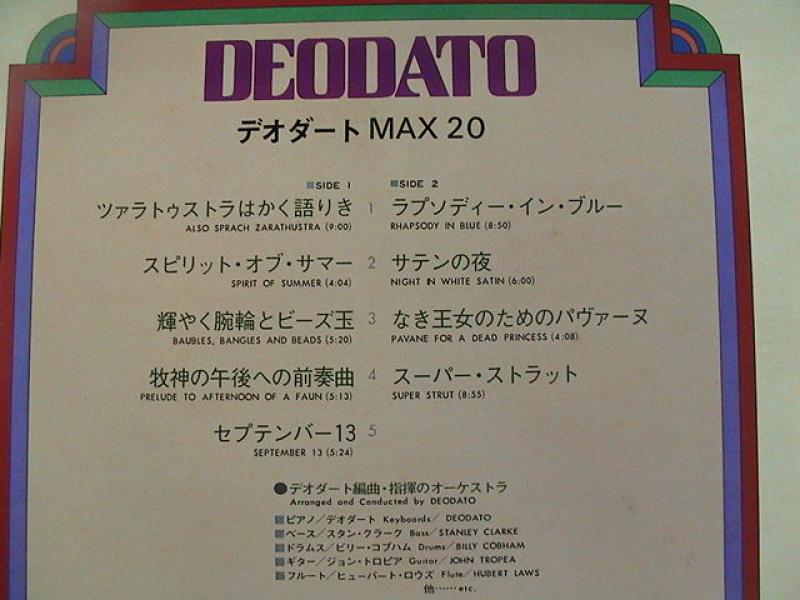 DEODATO
デオダート MAX 20
■SIDE 1
ツァラトゥストラはかく語りき 1
ALSO SPRACH ZARATHUSTRA (9:00)
スピリット・オブ・サマー 2
SPIRIT OF SUMMER (4:04)
輝やく腕輪とビーズ玉 3
BAUBLES, BANGLES AND BEADS (5:20)
牧神の午後への前奏曲 4
PRELUDE TO AFTERNOON OF A FAUN (5:13)
セプテンバー13 5
SEPTEMBER 13 (5:24)
■SIDE 2
ラプソディー・イン・ブルー
RHAPSODY IN BLUE (8:50)
サテンの夜
NIGHT IN WHITE SATIN (6:00)
なき王女のためのパヴァーヌ
PAVANE FOR A DEAD PRINCESS (4:08)
スーパー・ストラット
SUPER STRUT (8:55)
●デオダート編曲・指揮のオーケストラ
Arranged and Conducted by DEODATO
■ピアノ/デオダート Keyboords/ DEODATO
■ベース/スタン・クラーク Bass/STANLEY CLARKE
■ドラムス/ビリー・コブハム Drums/BILLY COBHAM
■ギター/ジョン・トロピア Guitar/JOHN TROPEA
■フルート/ヒューバート・ロウズ Flute/HUBERT LAWS
他……etc.